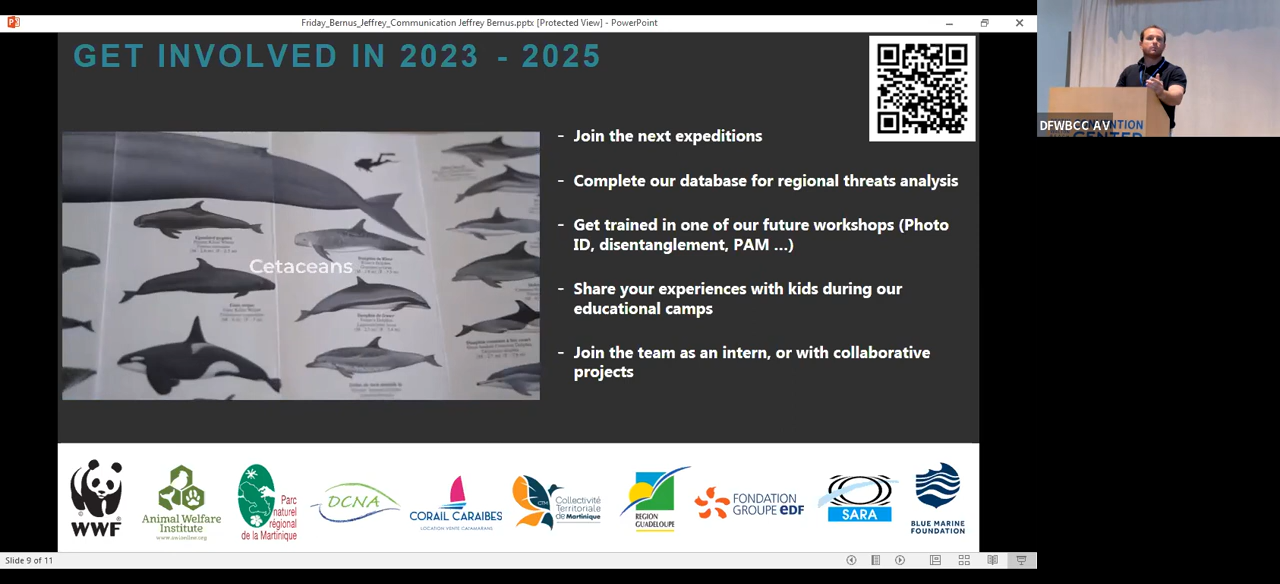 Friday_Bernus_Jeffrey_Communication Jeffrey Bernus.pptx [Protected View] - PowerPoint
GET INVOLVED IN 2023 - 2025
DFWBCC AV
CENTER
- Join the next expeditions
- Complete our database for regional threats analysis
- Get trained in one of our future workshops (Photo
ID, disentanglement, PAM ...)
- Share your experiences with kids during our
educational camps
- Join the team as an intern, or with collaborative
projects
Cetaceans
WWF
Animal Welfare
Institute
www.awionline.org
Parc
naturel
régional
de la Martinique
DCNA
CORAIL CARAIBES
LOCATION VENTE CATAMARANS
CTM
Collectivité
Territoriale
de Martinique
REGION
GUADELOUPE
FONDATION
GROUPE EDF
SARA
BLUE MARINE
FOUNDATION
Slide 9 of 11